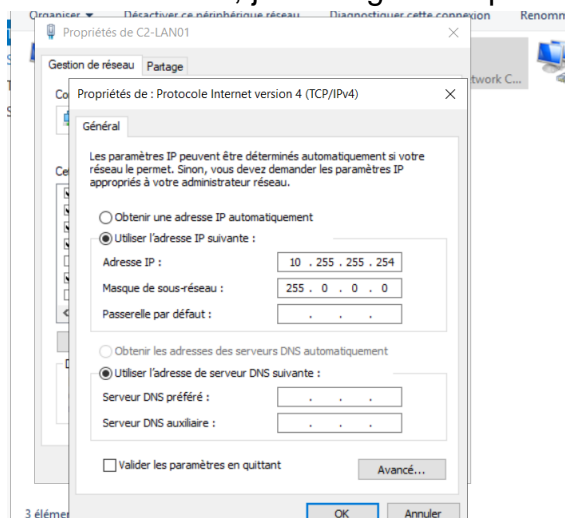 Organiser ▼ Désactiver ce périphérique réseau Diagnostiquer cette connexion Renomm
Propriétés de C2-LAN01
Gestion de réseau Partage
twork C...
Co
Propriétés de : Protocole Internet version 4 (TCP/IPv4)
Général
Les paramètres IP peuvent être déterminés automatiquement si votre
réseau le permet. Sinon, vous devez demander les paramètres IP
appropriés à votre administrateur réseau.
Ce
Obtenir une adresse IP automatiquement
Utiliser l'adresse IP suivante :
Adresse IP : 10 . 255 . 255 . 254
Masque de sous-réseau : 255 . 0 . 0 . 0
Passerelle par défaut : . . .
Obtenir les adresses des serveurs DNS automatiquement
Utiliser l'adresse de serveur DNS suivante :
Serveur DNS préféré : . . .
Serveur DNS auxiliaire : . . .
Valider les paramètres en quittant
Avancé...
OK Annuler
3 élémer